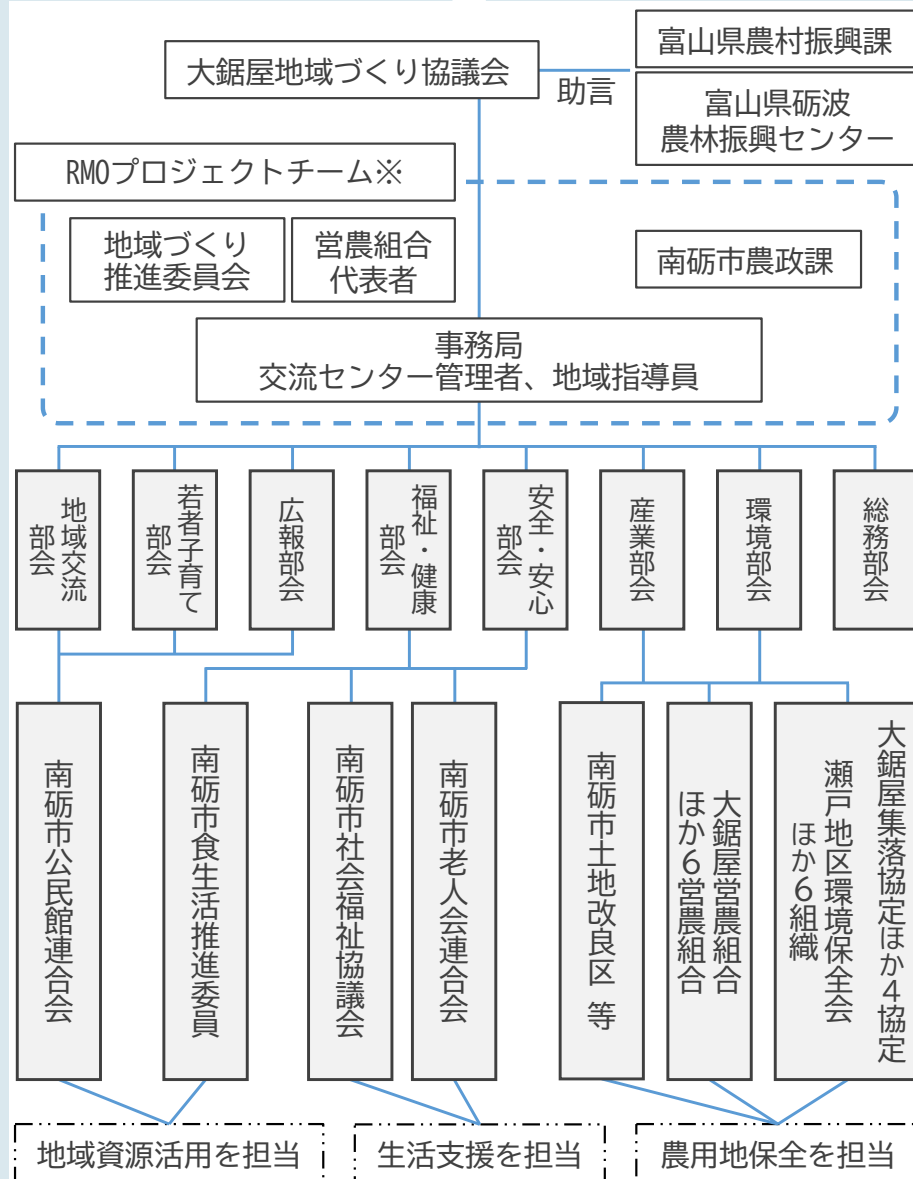 大鋸屋地域づくり協議会
助言
富山県農村振興課
富山県砺波
農林振興センター
RMOプロジェクトチーム※
地域づくり
推進委員会
営農組合
代表者
南砺市農政課
事務局
交流センター管理者、地域指導員
地域交流
部会
若者子育て
部会
広報部会
福祉・健康
部会
安全・安心
部会
産業部会
環境部会
総務部会
南砺市公民館連合会
南砺市食生活推進委員
南砺市社会福祉協議会
南砺市老人会連合会
南砺市土地改良区 等
大鋸屋営農組合
ほか6営農組合
大鋸屋集落協定ほか4協定
瀬戸地区環境保全会
ほか6組織
地域資源活用を担当
生活支援を担当
農用地保全を担当